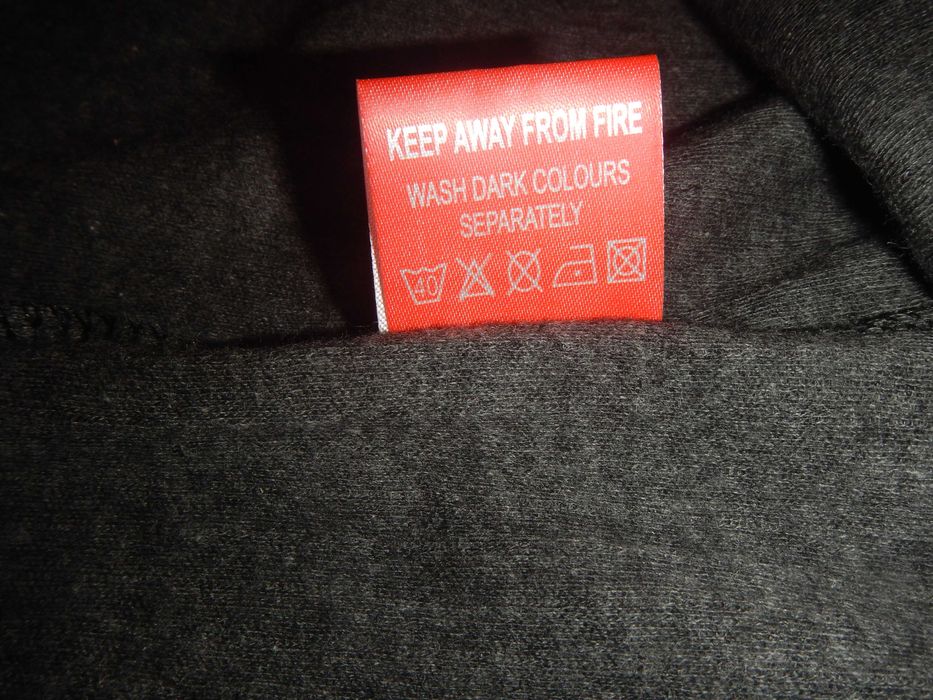 KEEP AWAY FROM FIRE
WASH DARK COLOURS
SEPARATELY
40